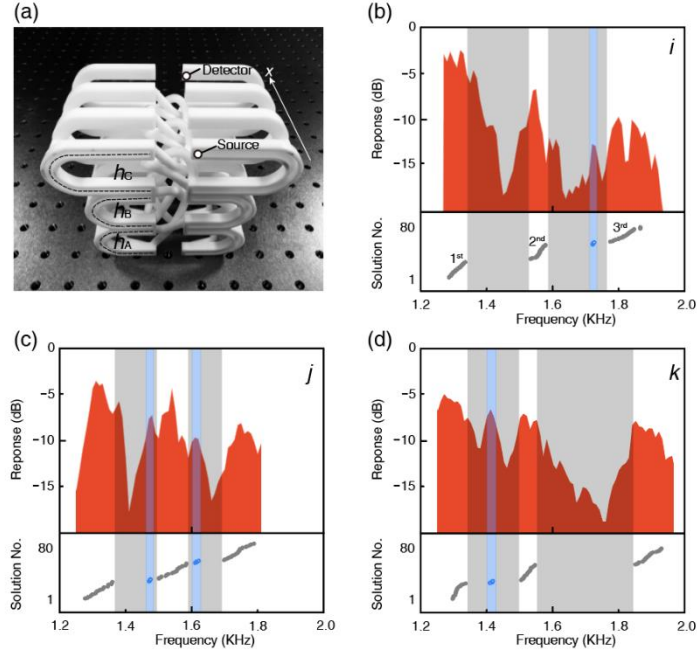 (a)
Detector
x
Source
hC
hB
hA
(b)
i
Reponse (dB)
0
−5
−10
−15
Solution No.
80
1
1st
2nd
3rd
1.2 1.4 1.6 1.8 2.0
Frequency (KHz)
(c)
j
Reponse (dB)
0
−5
−10
−15
Solution No.
80
1
1.2 1.4 1.6 1.8 2.0
Frequency (KHz)
(d)
k
Reponse (dB)
0
−5
−10
−15
Solution No.
80
1
1.2 1.4 1.6 1.8 2.0
Frequency (KHz)